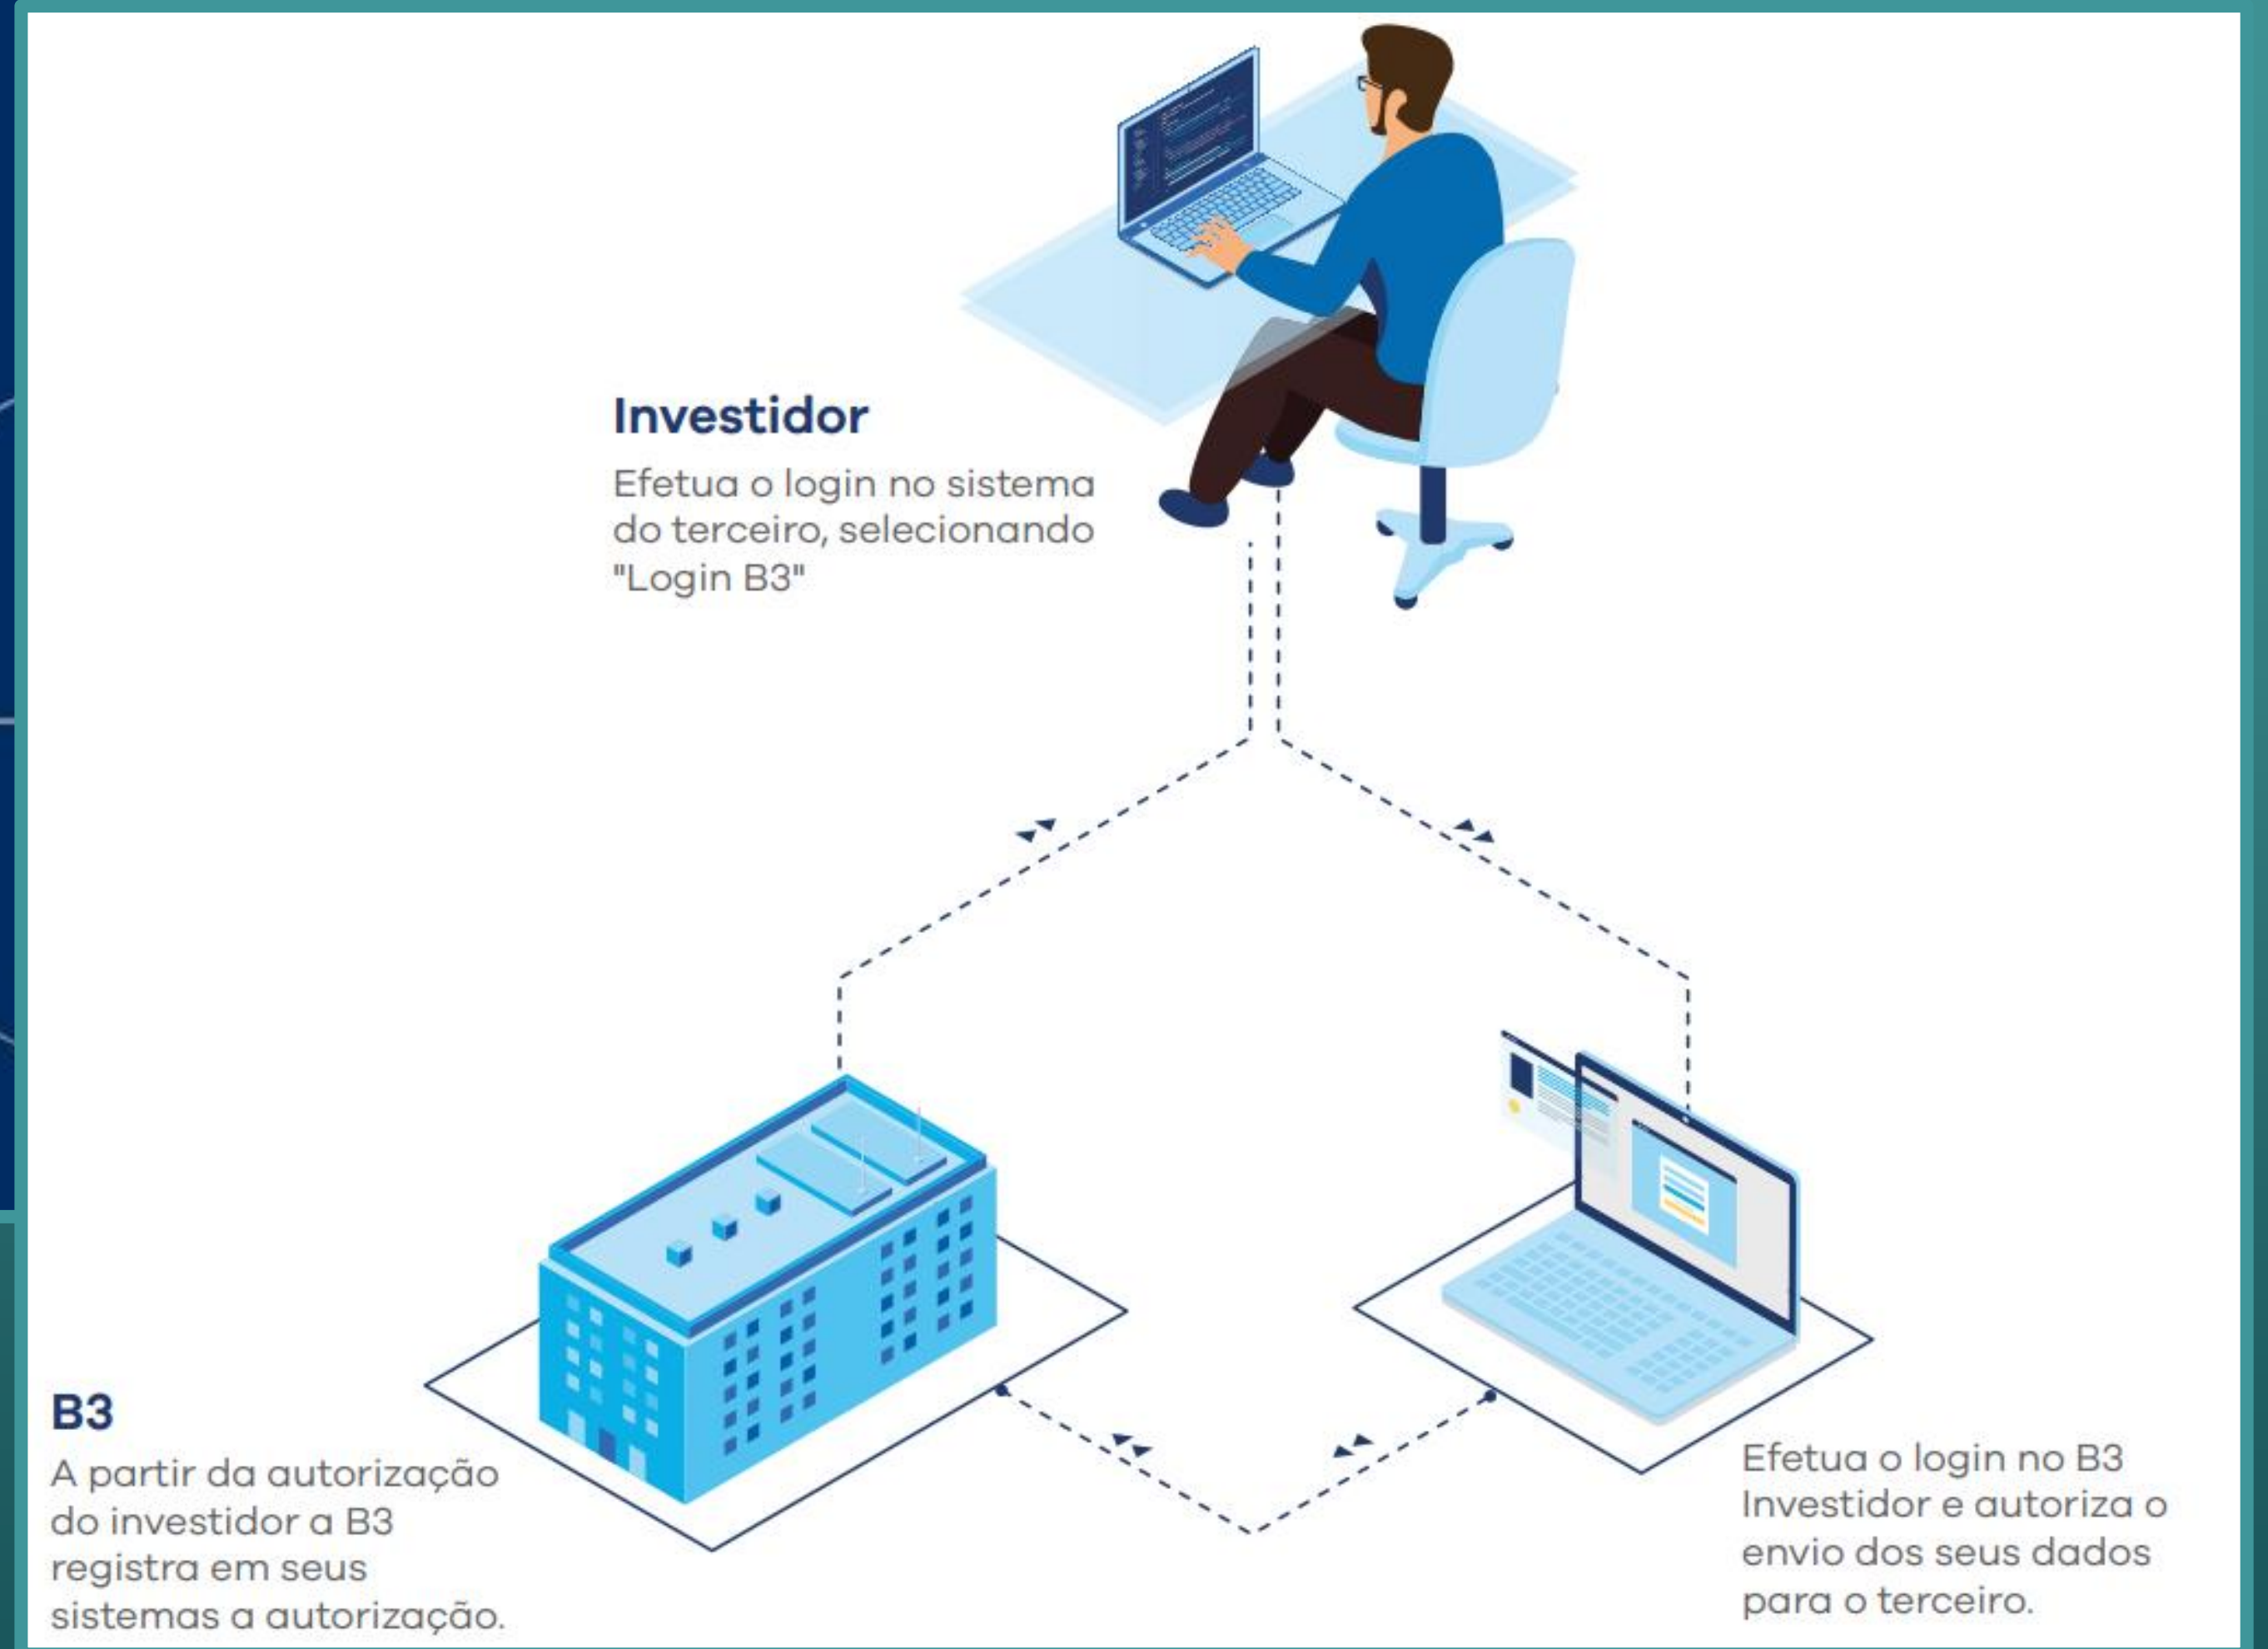 Investidor
Efetua o login no sistema
do terceiro, selecionando
"Login B3"
B3
A partir da autorização
do investidor a B3
registra em seus
sistemas a autorização.
Efetua o login no B3
Investidor e autoriza o
envio dos seus dados
para o terceiro.